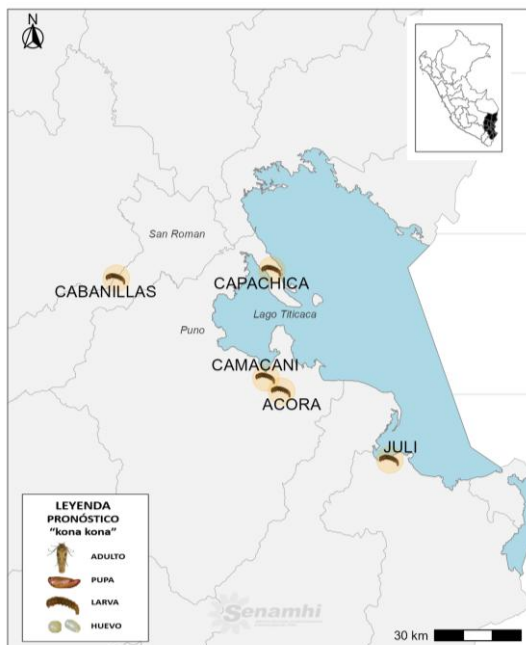 N
San Roman
CABANILLAS
CAPACHICA
Lago Titicaca
Puno
CAMACANI
ACORA
JULI
LEYENDA
PRONÓSTICO
"kona kona"
ADULTO
PUPA
LARVA
HUEVO
Senamhi
30 km